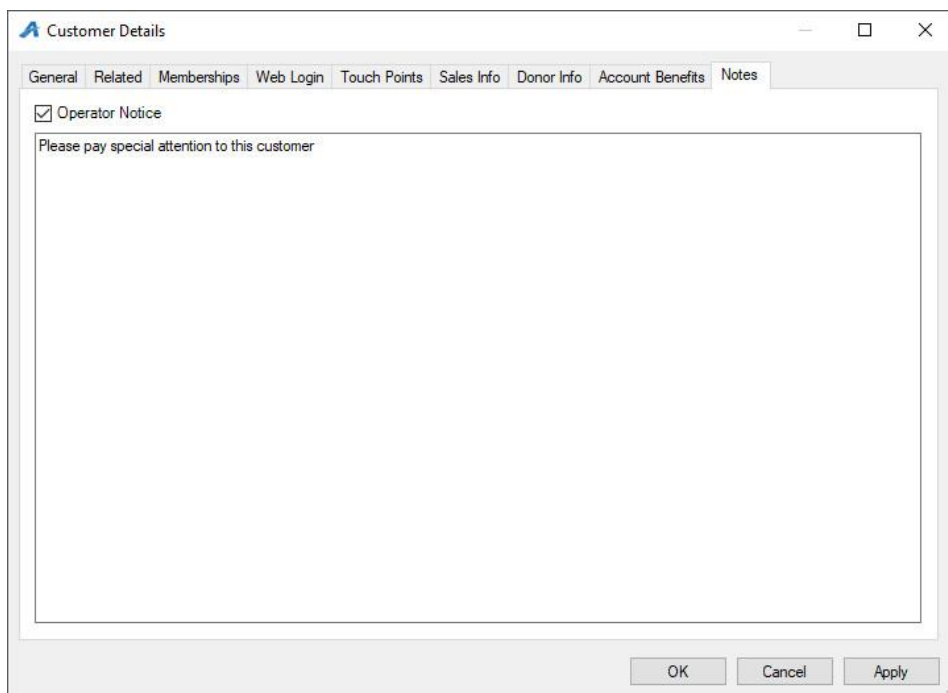 Customer Details
General Related Memberships Web Login Touch Points Sales Info Donor Info Account Benefits Notes
Operator Notice
Please pay special attention to this customer
OK Cancel Apply